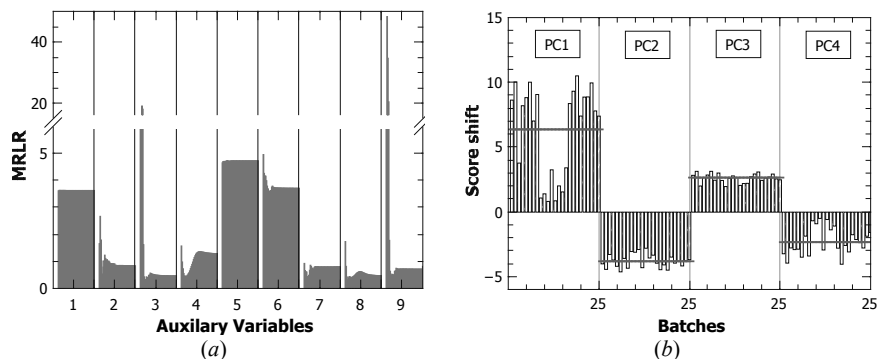 40
20
5
0
MRLR
1 2 3 4 5 6 7 8 9
Auxilary Variables
(a)
15
10
5
0
−5
Score shift
PC1 PC2 PC3 PC4
25 25 25 25
Batches
(b)